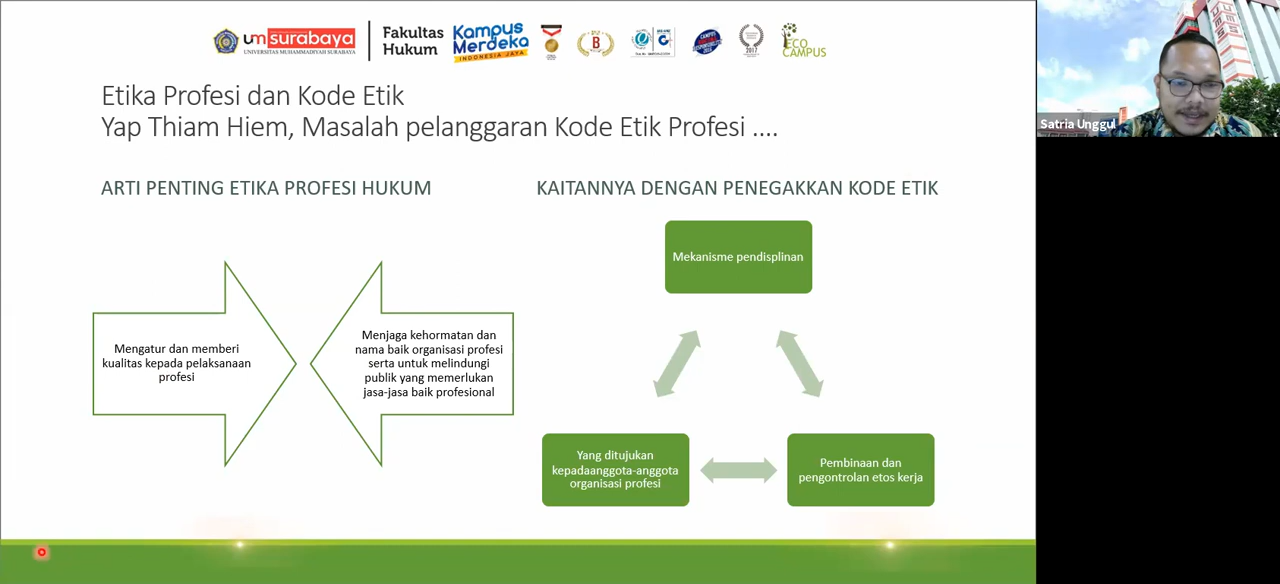 um surabaya
UNIVERSITAS MUHAMMADIYAH SURABAYA
Fakultas
Hukum
Kampus
Merdeka
INDONESIA JAYA
B
2017
ECO
CAMPUS
Satria Unggul
Etika Profesi dan Kode Etik
Yap Thiam Hiem, Masalah pelanggaran Kode Etik Profesi ....
ARTI PENTING ETIKA PROFESI HUKUM
Mengatur dan memberi
kualitas kepada pelaksanaan
profesi
Menjaga kehormatan dan
nama baik organisasi profesi
serta untuk melindungi
publik yang memerlukan
jasa-jasa baik profesional
KAITANNYA DENGAN PENEGAKKAN KODE ETIK
Mekanisme pendisplinan
Yang ditujukan
kepadaanggota-anggota
organisasi profesi
Pembinaan dan
pengontrolan etos kerja